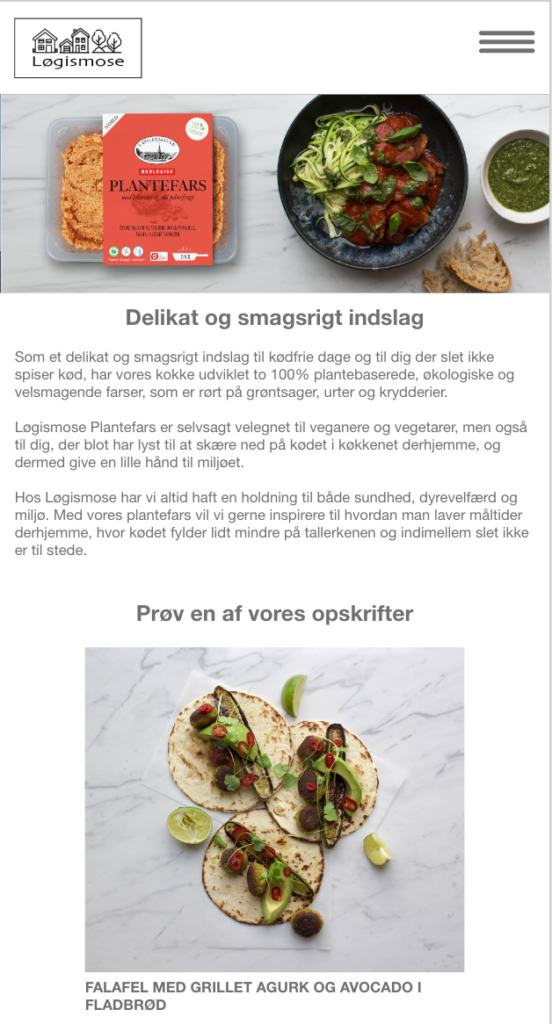 Løgismose
NORD
LØGISMOSE
ØKOLOGISK
PLANTEFARS
Delikat og smagsrigt indslag
Som et delikat og smagsrigt indslag til kødfrie dage og til dig der slet ikke
spiser kød, har vores kokke udviklet to 100% plantebaserede, økologiske og
velsmagende farser, som er rørt på grøntsager, urter og krydderier.
Løgismose Plantefars er selvsagt velegnet til veganere og vegetarer, men også
til dig, der blot har lyst til at skære ned på kødet i køkkenet derhjemme, og
dermed give en lille hånd til miljøet.
Hos Løgismose har vi altid haft en holdning til både sundhed, dyrevelfærd og
miljø. Med vores plantefars vil vi gerne inspirere til hvordan man laver måltider
derhjemme, hvor kødet fylder lidt mindre på tallerkenen og indimellem slet ikke
er til stede.
Prøv en af vores opskrifter
FALAFEL MED GRILLET AGURK OG AVOCADO I
FLADBRØD